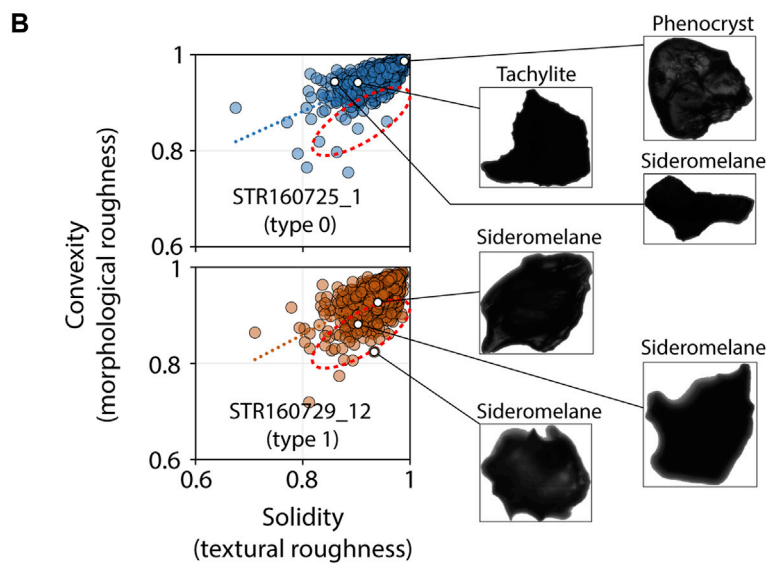 B
Phenocryst
Tachylite
Sideromelane
1
0.8
0.6
STR160725_1
(type 0)
Convexity
(morphological roughness)
Sideromelane
Sideromelane
Sideromelane
1
0.8
0.6
STR160729_12
(type 1)
0.6
0.8
1
Solidity
(textural roughness)